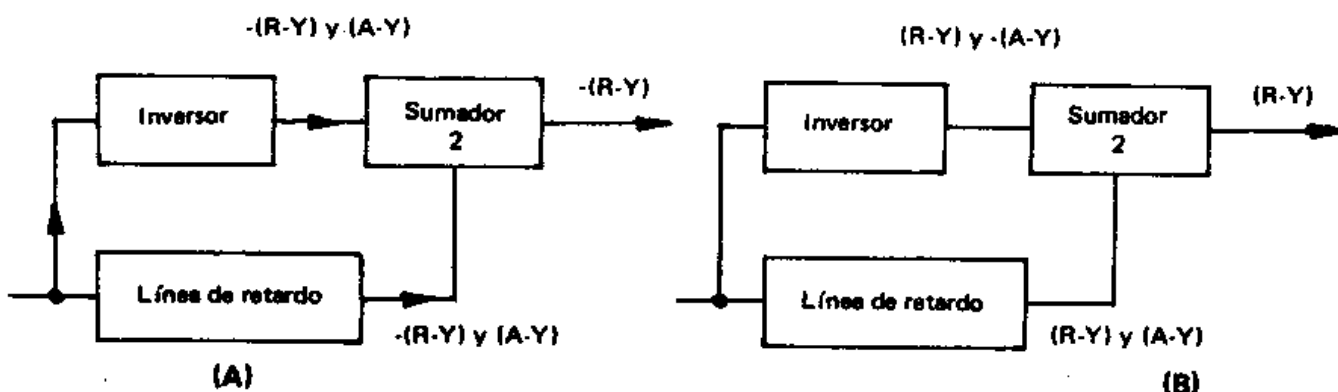 -(R-Y) y (A-Y)
Inversor
Sumador
2
-(R-Y)
Línea de retardo
-(R-Y) y (A-Y)
(A)
(R-Y) y -(A-Y)
Inversor
Sumador
2
(R-Y)
Línea de retardo
(R-Y) y (A-Y)
(B)